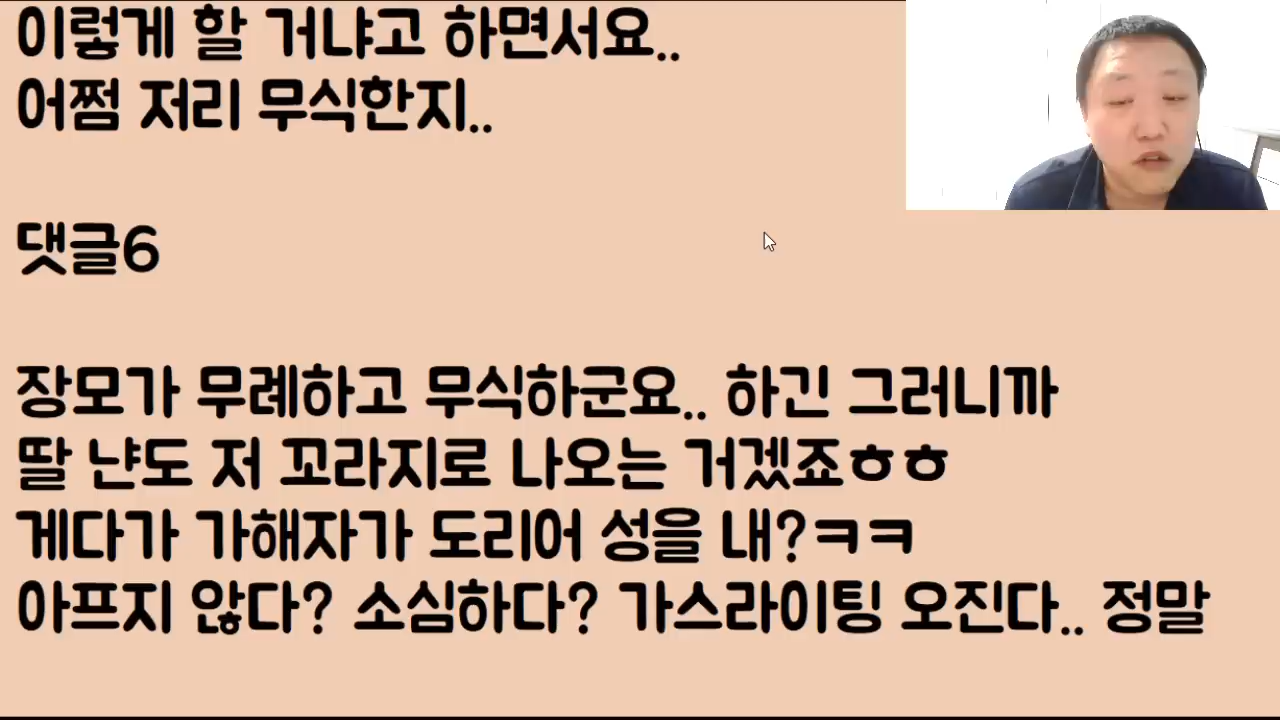 이렇게 할 거냐고 하면서요..
어쩜 저리 무식한지..
댓글6
장모가 무례하고 무식하군요.. 하긴 그러니까
딸 냔도 저 꼬라지로 나오는 거겠죠ㅎㅎ
게다가 가해자가 도리어 성을 내?ㅋㅋ
아프지 않다? 소심하다? 가스라이팅 오진다.. 정말